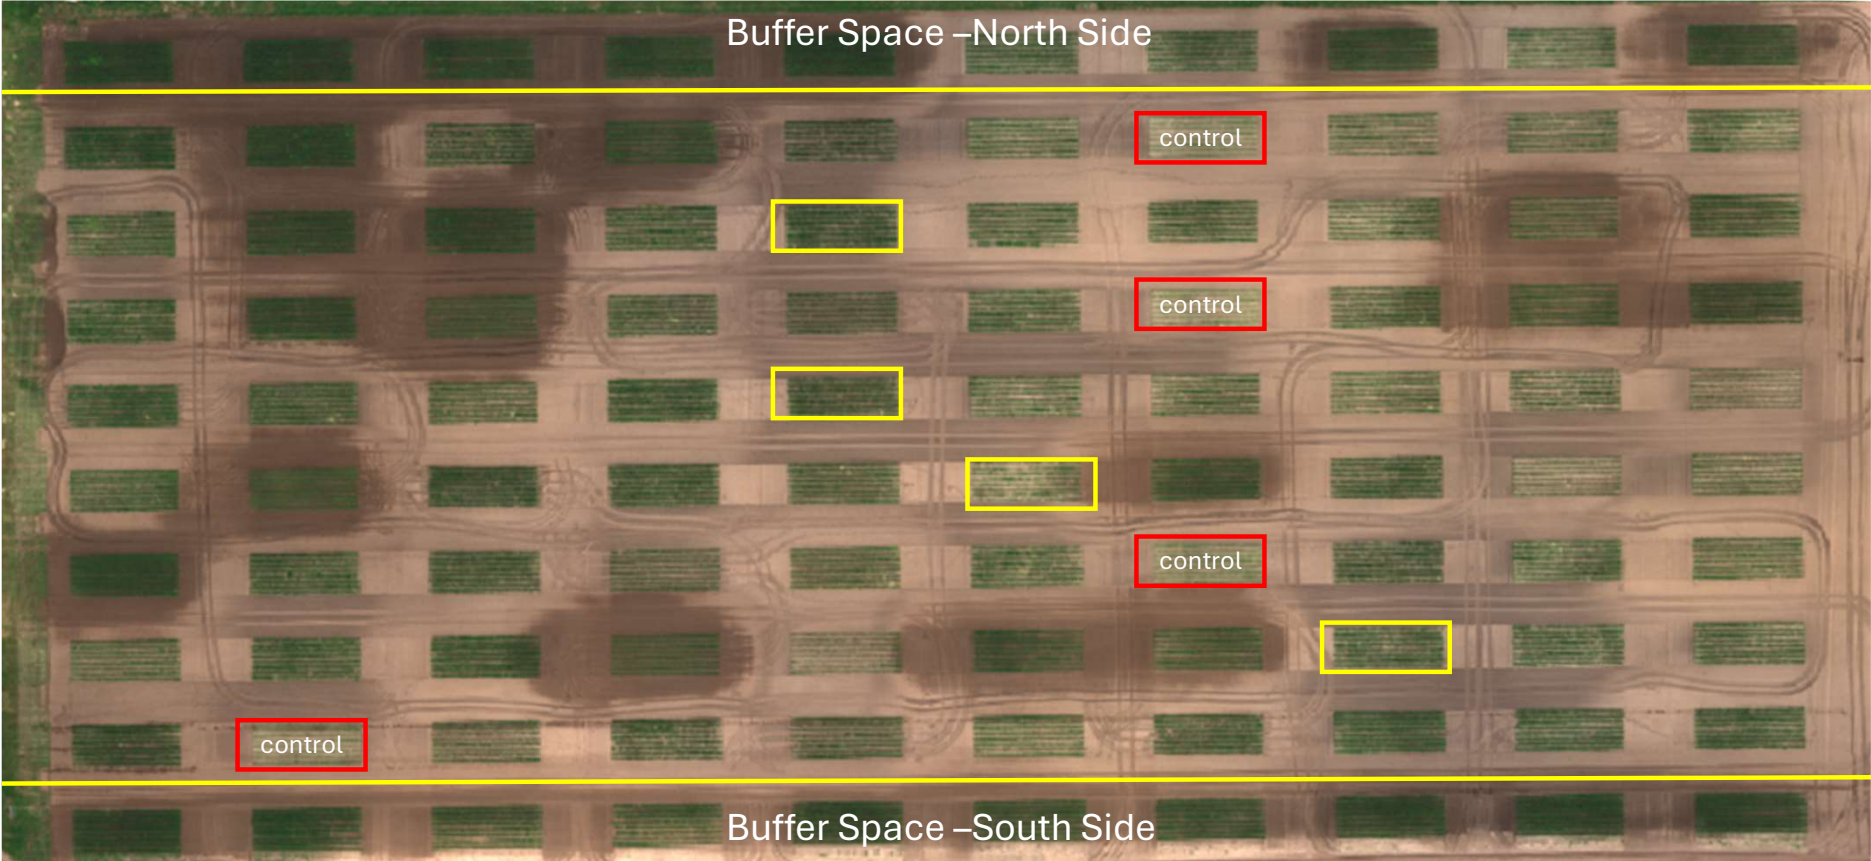 Buffer Space –North Side
control
control
control
control
Buffer Space –South Side